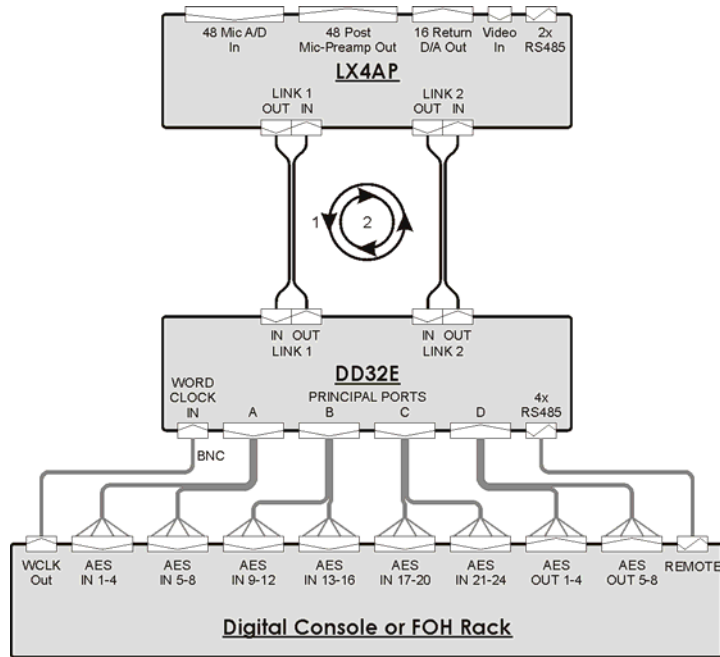 48 Mic A/D In
48 Post Mic-Preamp Out
16 Return D/A Out
Video In
2x RS485
LX4AP
LINK 1
OUT IN
LINK 2
OUT IN
1
2
IN OUT
LINK 1
IN OUT
LINK 2
DD32E
WORD CLOCK IN
PRINCIPAL PORTS
A
B
C
D
4x RS485
BNC
WCLK Out
AES IN 1-4
AES IN 5-8
AES IN 9-12
AES IN 13-16
AES IN 17-20
AES IN 21-24
AES OUT 1-4
AES OUT 5-8
REMOTE
Digital Console or FOH Rack